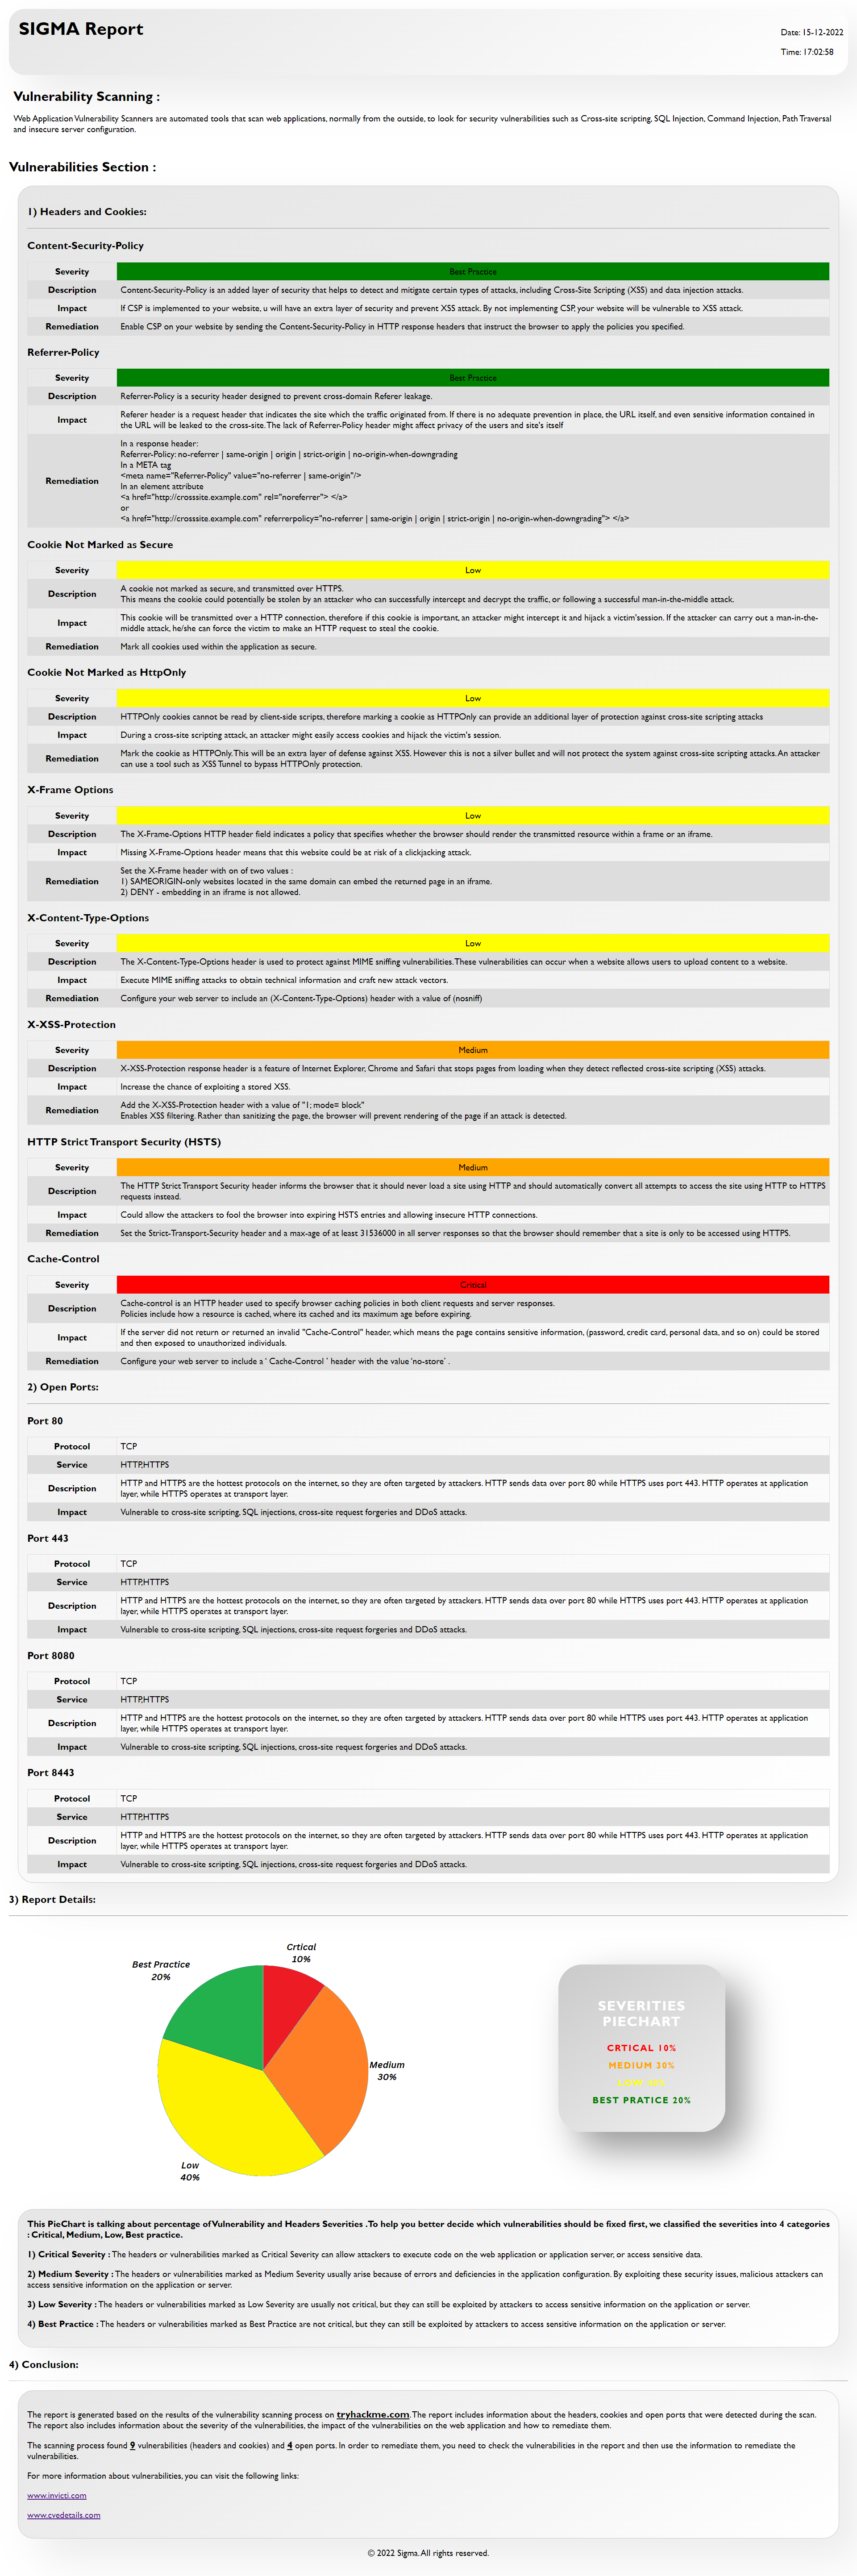 SIGMA Report
Date: 15-12-2022
Time: 17:02:58
Vulnerability Scanning :
Web Application Vulnerability Scanners are automated tools that scan web applications, normally from the outside, to look for security vulnerabilities such as Cross-site scripting, SQL Injection, Command Injection, Path Traversal
and insecure server configuration.
Vulnerabilities Section :
1) Headers and Cookies:
Content-Security-Policy
Severity Best Practice
Description Content-Security-Policy is an added layer of security that helps to detect and mitigate certain types of attacks, including Cross-Site Scripting (XSS) and data injection attacks.
Impact If CSP is implemented to your website, u will have an extra layer of security and prevent XSS attack. By not implementing CSP, your website will be vulnerable to XSS attack.
Remediation Enable CSP on your website by sending the Content-Security-Policy in HTTP response headers that instruct the browser to apply the policies you specified.
Referrer-Policy
Severity Best Practice
Description Referrer-Policy is a security header designed to prevent cross-domain Referer leakage.
Impact Referer header is a request header that indicates the site which the traffic originated from. If there is no adequate prevention in place, the URL itself, and even sensitive information contained in
the URL will be leaked to the cross-site. The lack of Referrer-Policy header might affect privacy of the users and site's itself
Remediation In a response header:
Referrer-Policy: no-referrer | same-origin | origin | strict-origin | no-origin-when-downgrading
In a META tag
<meta name="Referrer-Policy" value="no-referrer | same-origin"/>
In an element attribute
<a href="http://crosssite.example.com" rel="noreferrer"> </a>
or
<a href="http://crosssite.example.com" referrerpolicy="no-referrer | same-origin | origin | strict-origin | no-origin-when-downgrading"> </a>
Cookie Not Marked as Secure
Severity Low
Description A cookie not marked as secure, and transmitted over HTTPS.
This means the cookie could potentially be stolen by an attacker who can successfully intercept and decrypt the traffic, or following a successful man-in-the-middle attack.
Impact This cookie will be transmitted over a HTTP connection, therefore if this cookie is important, an attacker might intercept it and hijack a victim'session. If the attacker can carry out a man-in-the-
middle attack, he/she can force the victim to make an HTTP request to steal the cookie.
Remediation Mark all cookies used within the application as secure.
Cookie Not Marked as HttpOnly
Severity Low
Description HTTPOnly cookies cannot be read by client-side scripts, therefore marking a cookie as HTTPOnly can provide an additional layer of protection against cross-site scripting attacks
Impact During a cross-site scripting attack, an attacker might easily access cookies and hijack the victim's session.
Remediation Mark the cookie as HTTPOnly. This will be an extra layer of defense against XSS. However this is not a silver bullet and will not protect the system against cross-site scripting attacks. An attacker
can use a tool such as XSS Tunnel to bypass HTTPOnly protection.
X-Frame Options
Severity Low
Description The X-Frame-Options HTTP header field indicates a policy that specifies whether the browser should render the transmitted resource within a frame or an iframe.
Impact Missing X-Frame-Options header means that this website could be at risk of a clickjacking attack.
Remediation Set the X-Frame header with on of two values :
1) SAMEORIGIN-only websites located in the same domain can embed the returned page in an iframe.
2) DENY - embedding in an iframe is not allowed.
X-Content-Type-Options
Severity Low
Description The X-Content-Type-Options header is used to protect against MIME sniffing vulnerabilities. These vulnerabilities can occur when a website allows users to upload content to a website.
Impact Execute MIME sniffing attacks to obtain technical information and craft new attack vectors.
Remediation Configure your web server to include an (X-Content-Type-Options) header with a value of (nosniff)
X-XSS-Protection
Severity Medium
Description X-XSS-Protection response header is a feature of Internet Explorer, Chrome and Safari that stops pages from loading when they detect reflected cross-site scripting (XSS) attacks.
Impact Increase the chance of exploiting a stored XSS.
Remediation Add the X-XSS-Protection header with a value of "1; mode= block"
Enables XSS filtering. Rather than sanitizing the page, the browser will prevent rendering of the page if an attack is detected.
HTTP Strict Transport Security (HSTS)
Severity Medium
Description The HTTP Strict Transport Security header informs the browser that it should never load a site using HTTP and should automatically convert all attempts to access the site using HTTP to HTTPS
requests instead.
Impact Could allow the attackers to fool the browser into expiring HSTS entries and allowing insecure HTTP connections.
Remediation Set the Strict-Transport-Security header and a max-age of at least 31536000 in all server responses so that the browser should remember that a site is only to be accessed using HTTPS.
Cache-Control
Severity Critical
Description Cache-control is an HTTP header used to specify browser caching policies in both client requests and server responses.
Policies include how a resource is cached, where its cached and its maximum age before expiring.
Impact If the server did not return or returned an invalid "Cache-Control" header, which means the page contains sensitive information, (password, credit card, personal data, and so on) could be stored
and then exposed to unauthorized individuals.
Remediation Configure your web server to include a ' Cache-Control ' header with the value 'no-store' .
2) Open Ports:
Port 80
Protocol TCP
Service HTTP,HTTPS
Description HTTP and HTTPS are the hottest protocols on the internet, so they are often targeted by attackers. HTTP sends data over port 80 while HTTPS uses port 443. HTTP operates at application
layer, while HTTPS operates at transport layer.
Impact Vulnerable to cross-site scripting, SQL injections, cross-site request forgeries and DDoS attacks.
Port 443
Protocol TCP
Service HTTP,HTTPS
Description HTTP and HTTPS are the hottest protocols on the internet, so they are often targeted by attackers. HTTP sends data over port 80 while HTTPS uses port 443. HTTP operates at application
layer, while HTTPS operates at transport layer.
Impact Vulnerable to cross-site scripting, SQL injections, cross-site request forgeries and DDoS attacks.
Port 8080
Protocol TCP
Service HTTP,HTTPS
Description HTTP and HTTPS are the hottest protocols on the internet, so they are often targeted by attackers. HTTP sends data over port 80 while HTTPS uses port 443. HTTP operates at application
layer, while HTTPS operates at transport layer.
Impact Vulnerable to cross-site scripting, SQL injections, cross-site request forgeries and DDoS attacks.
Port 8443
Protocol TCP
Service HTTP,HTTPS
Description HTTP and HTTPS are the hottest protocols on the internet, so they are often targeted by attackers. HTTP sends data over port 80 while HTTPS uses port 443. HTTP operates at application
layer, while HTTPS operates at transport layer.
Impact Vulnerable to cross-site scripting, SQL injections, cross-site request forgeries and DDoS attacks.
3) Report Details:
Crtical
10%
Best Practice
20%
Medium
30%
Low
40%
SEVERITIES
PIECHART
CRTICAL 10%
MEDIUM 30%
BEST PRATICE 20%
This PieChart is talking about percentage of Vulnerability and Headers Severities . To help you better decide which vulnerabilities should be fixed first, we classified the severities into 4 categories
: Critical, Medium, Low, Best practice.
1) Critical Severity : The headers or vulnerabilities marked as Critical Severity can allow attackers to execute code on the web application or application server, or access sensitive data.
2) Medium Severity : The headers or vulnerabilities marked as Medium Severity usually arise because of errors and deficiencies in the application configuration. By exploiting these security issues, malicious attackers can
access sensitive information on the application or server.
3) Low Severity : The headers or vulnerabilities marked as Low Severity are usually not critical, but they can still be exploited by attackers to access sensitive information on the application or server.
4) Best Practice : The headers or vulnerabilities marked as Best Practice are not critical, but they can still be exploited by attackers to access sensitive information on the application or server.
4) Conclusion:
The report is generated based on the results of the vulnerability scanning process on tryhackme.com. The report includes information about the headers, cookies and open ports that were detected during the scan.
The report also includes information about the severity of the vulnerabilities, the impact of the vulnerabilities on the web application and how to remediate them.
The scanning process found 9 vulnerabilities (headers and cookies) and 4 open ports. In order to remediate them, you need to check the vulnerabilities in the report and then use the information to remediate the
vulnerabilities.
For more information about vulnerabilities, you can visit the following links:
www.invicti.com
www.cvedetails.com
© 2022 Sigma. All rights reserved.